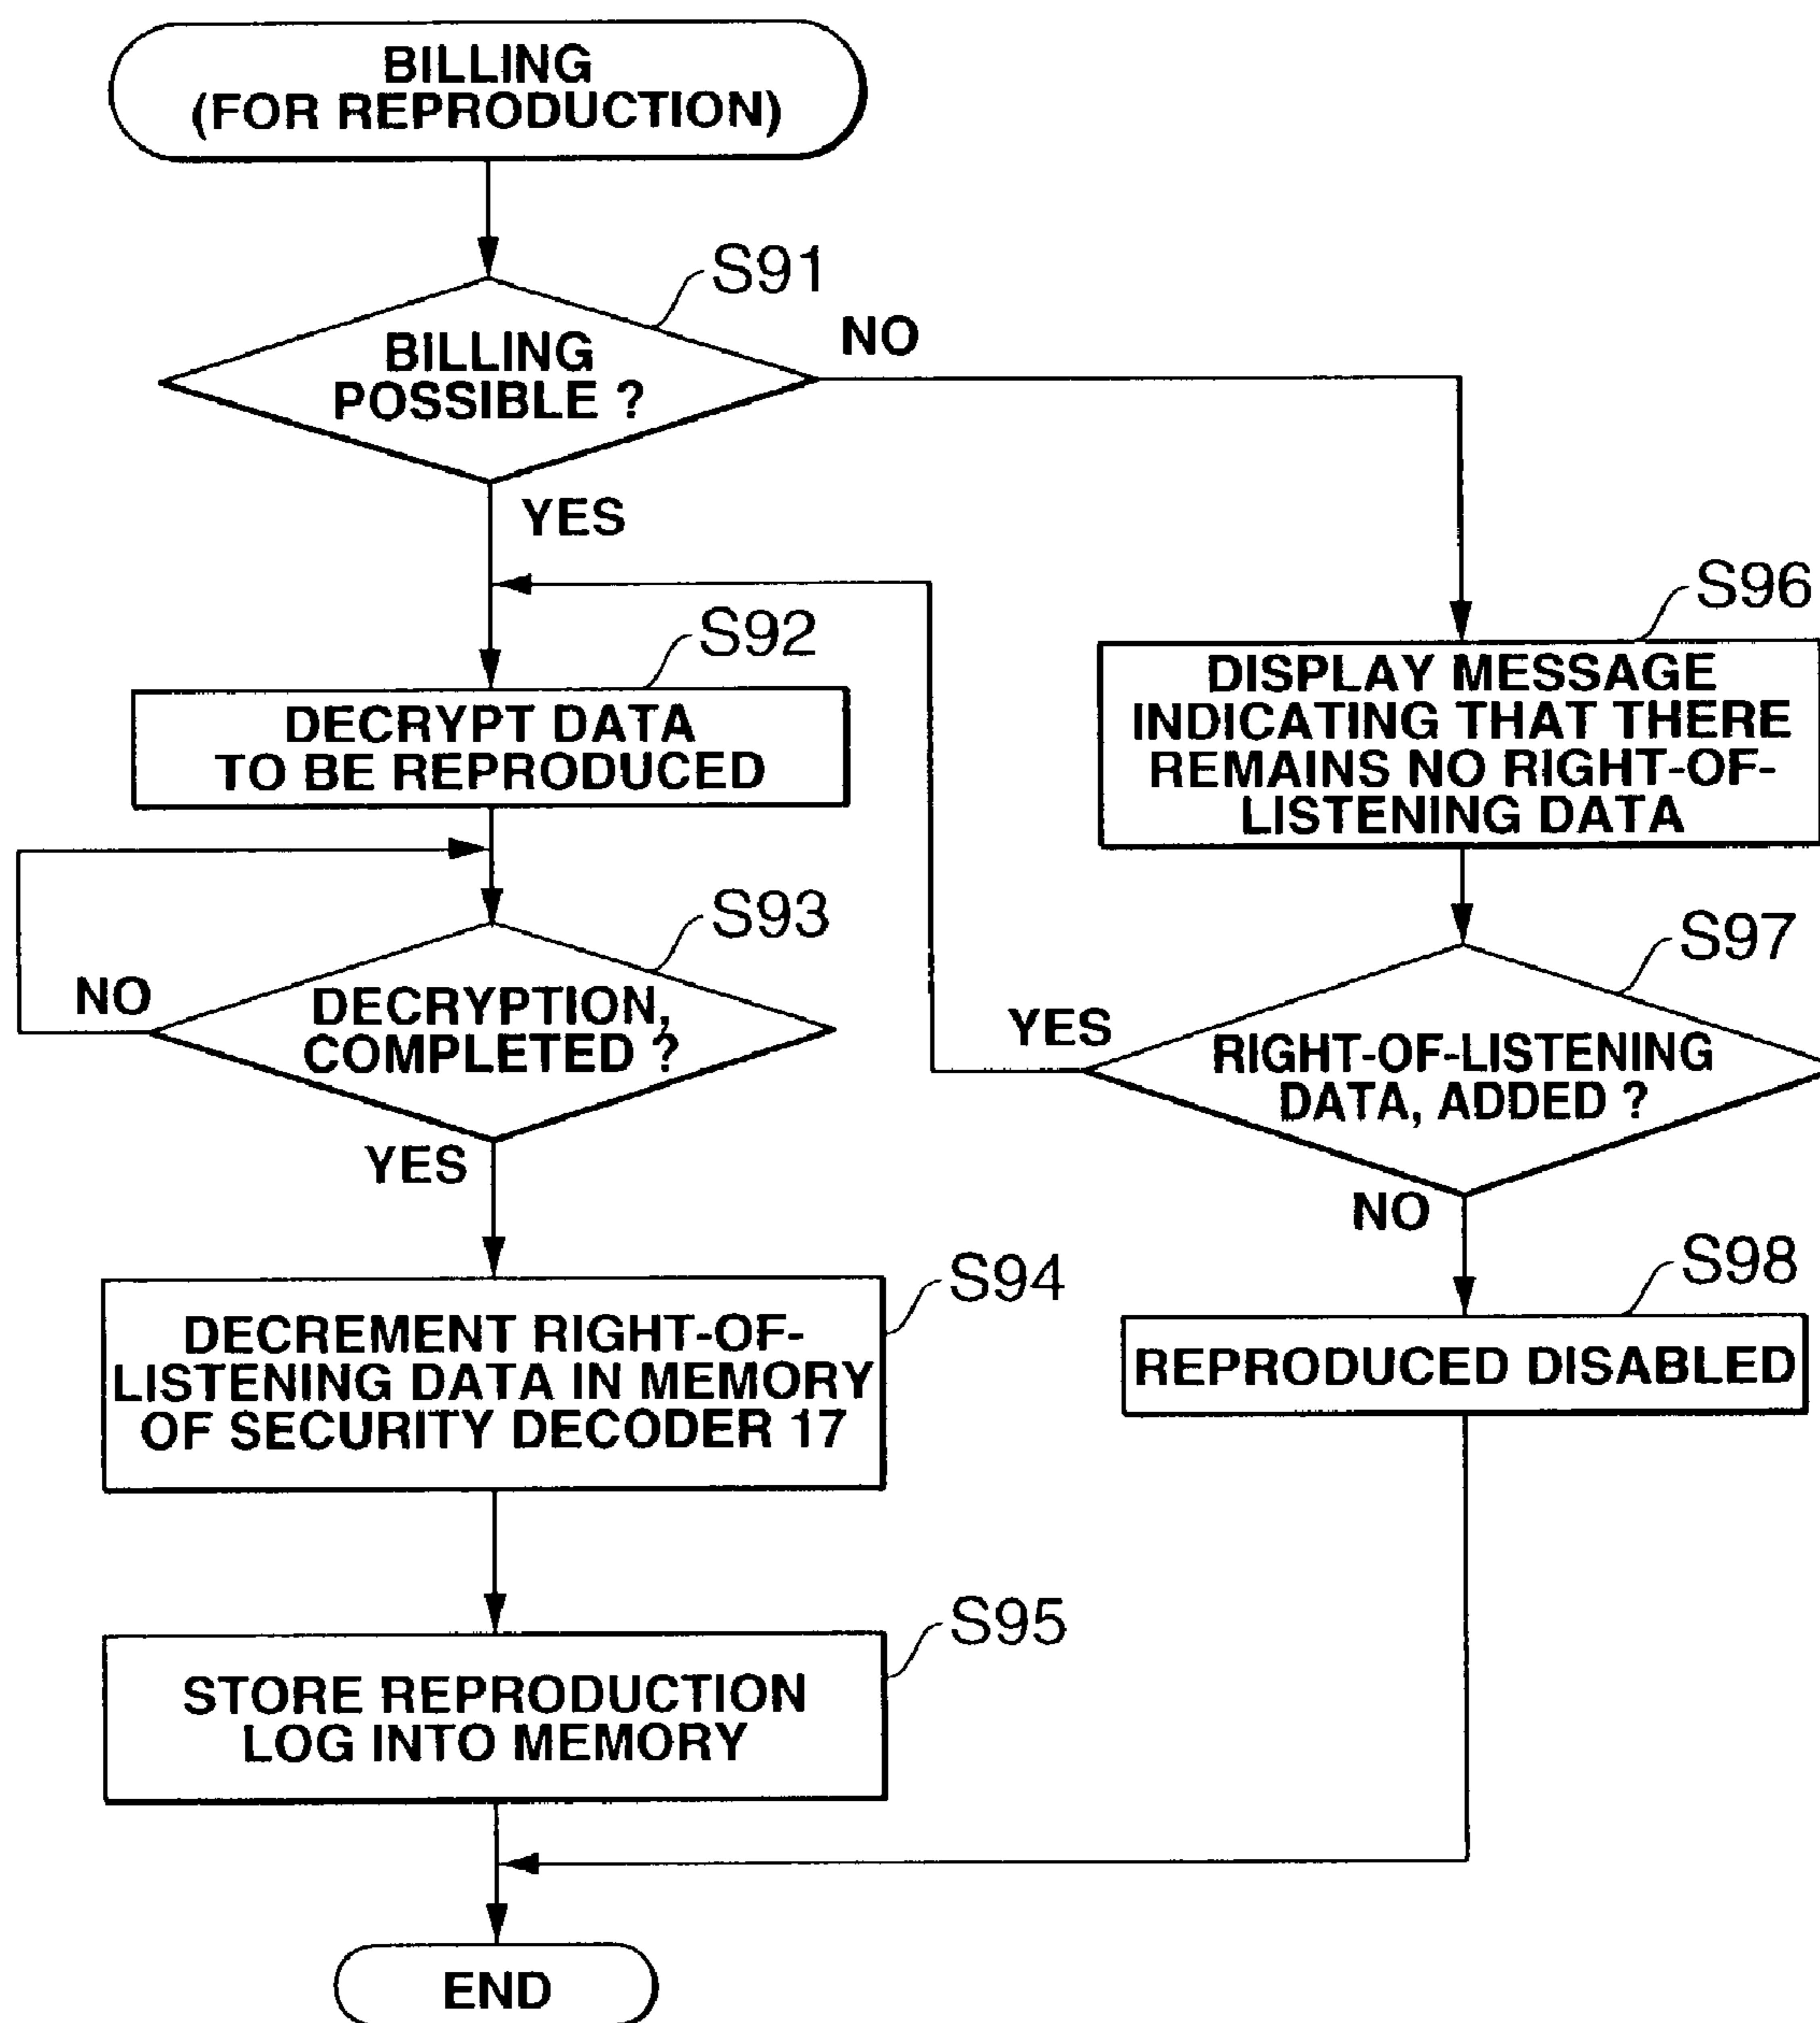 BILLING
(FOR REPRODUCTION)
S91
BILLING
POSSIBLE ?
NO
YES
S92
DECRYPT DATA
TO BE REPRODUCED
S93
DECRYPTION,
COMPLETED ?
NO
YES
S94
DECREMENT RIGHT-OF-
LISTENING DATA IN MEMORY
OF SECURITY DECODER 17
S95
STORE REPRODUCTION
LOG INTO MEMORY
S96
DISPLAY MESSAGE
INDICATING THAT THERE
REMAINS NO RIGHT-OF-
LISTENING DATA
S97
RIGHT-OF-LISTENING
DATA, ADDED ?
YES
NO
S98
REPRODUCED DISABLED
END